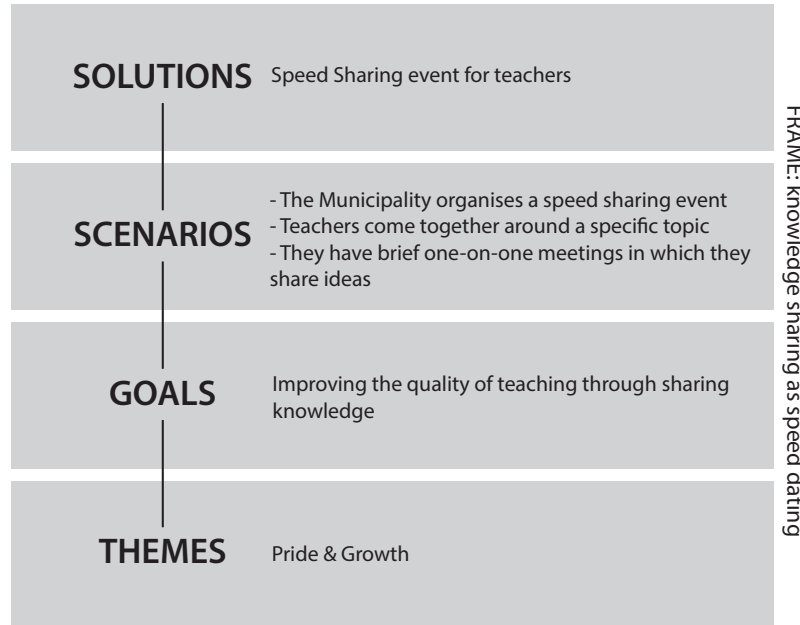 SOLUTIONS
Speed Sharing event for teachers
SCENARIOS
- The Municipality organises a speed sharing event
- Teachers come together around a specific topic
- They have brief one-on-one meetings in which they
share ideas
GOALS
Improving the quality of teaching through sharing
knowledge
THEMES
Pride & Growth
FRAME: knowledge sharing as speed dating